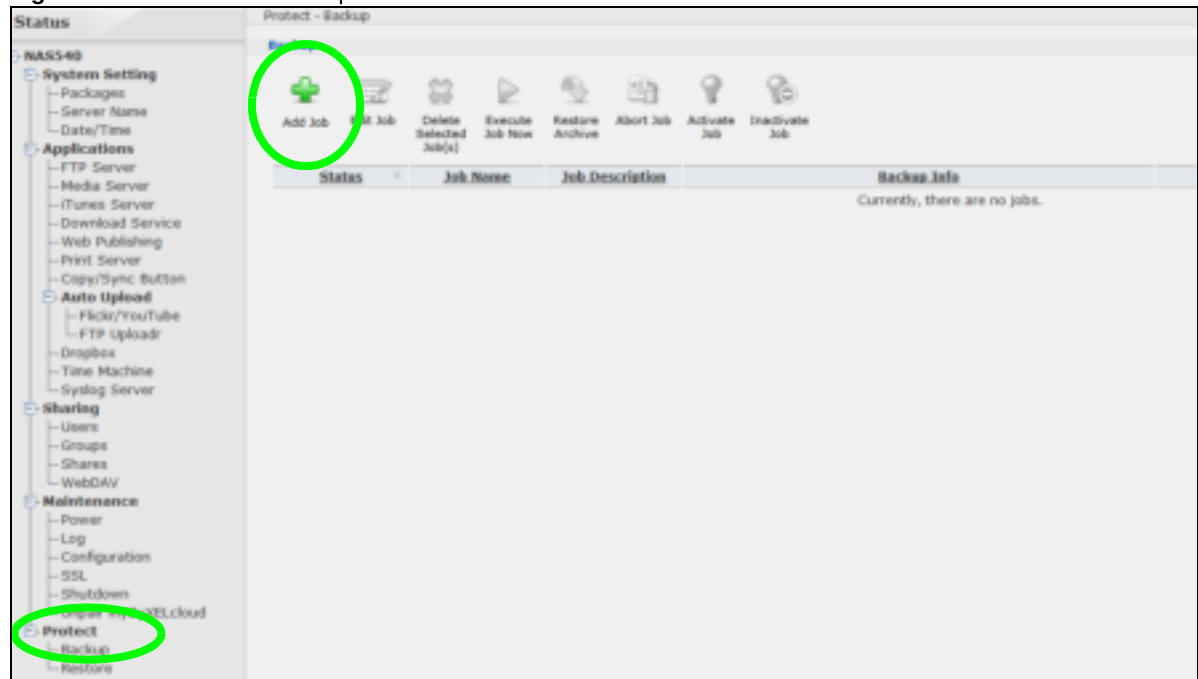 Status
NAS540
System Setting
Packages
Server Name
Date/Time
Applications
FTP Server
Media Server
iTunes Server
Download Service
Web Publishing
Print Server
Copy/Sync Button
Auto Upload
Flickr/YouTube
FTP Uploadr
Dropbox
Time Machine
Syslog Server
Sharing
Users
Groups
Shares
WebDAV
Maintenance
Power
Log
Configuration
SSL
Shutdown
Protect
Backup
Restore
Protect - Backup
Add Job
Edit Job
Delete
Selected
Job(s)
Execute
Job Now
Restore
Archive
Abort Job
Activate
Job
Inactivate
Job
Status
Job Name
Job Description
Backup Info
Currently, there are no jobs.